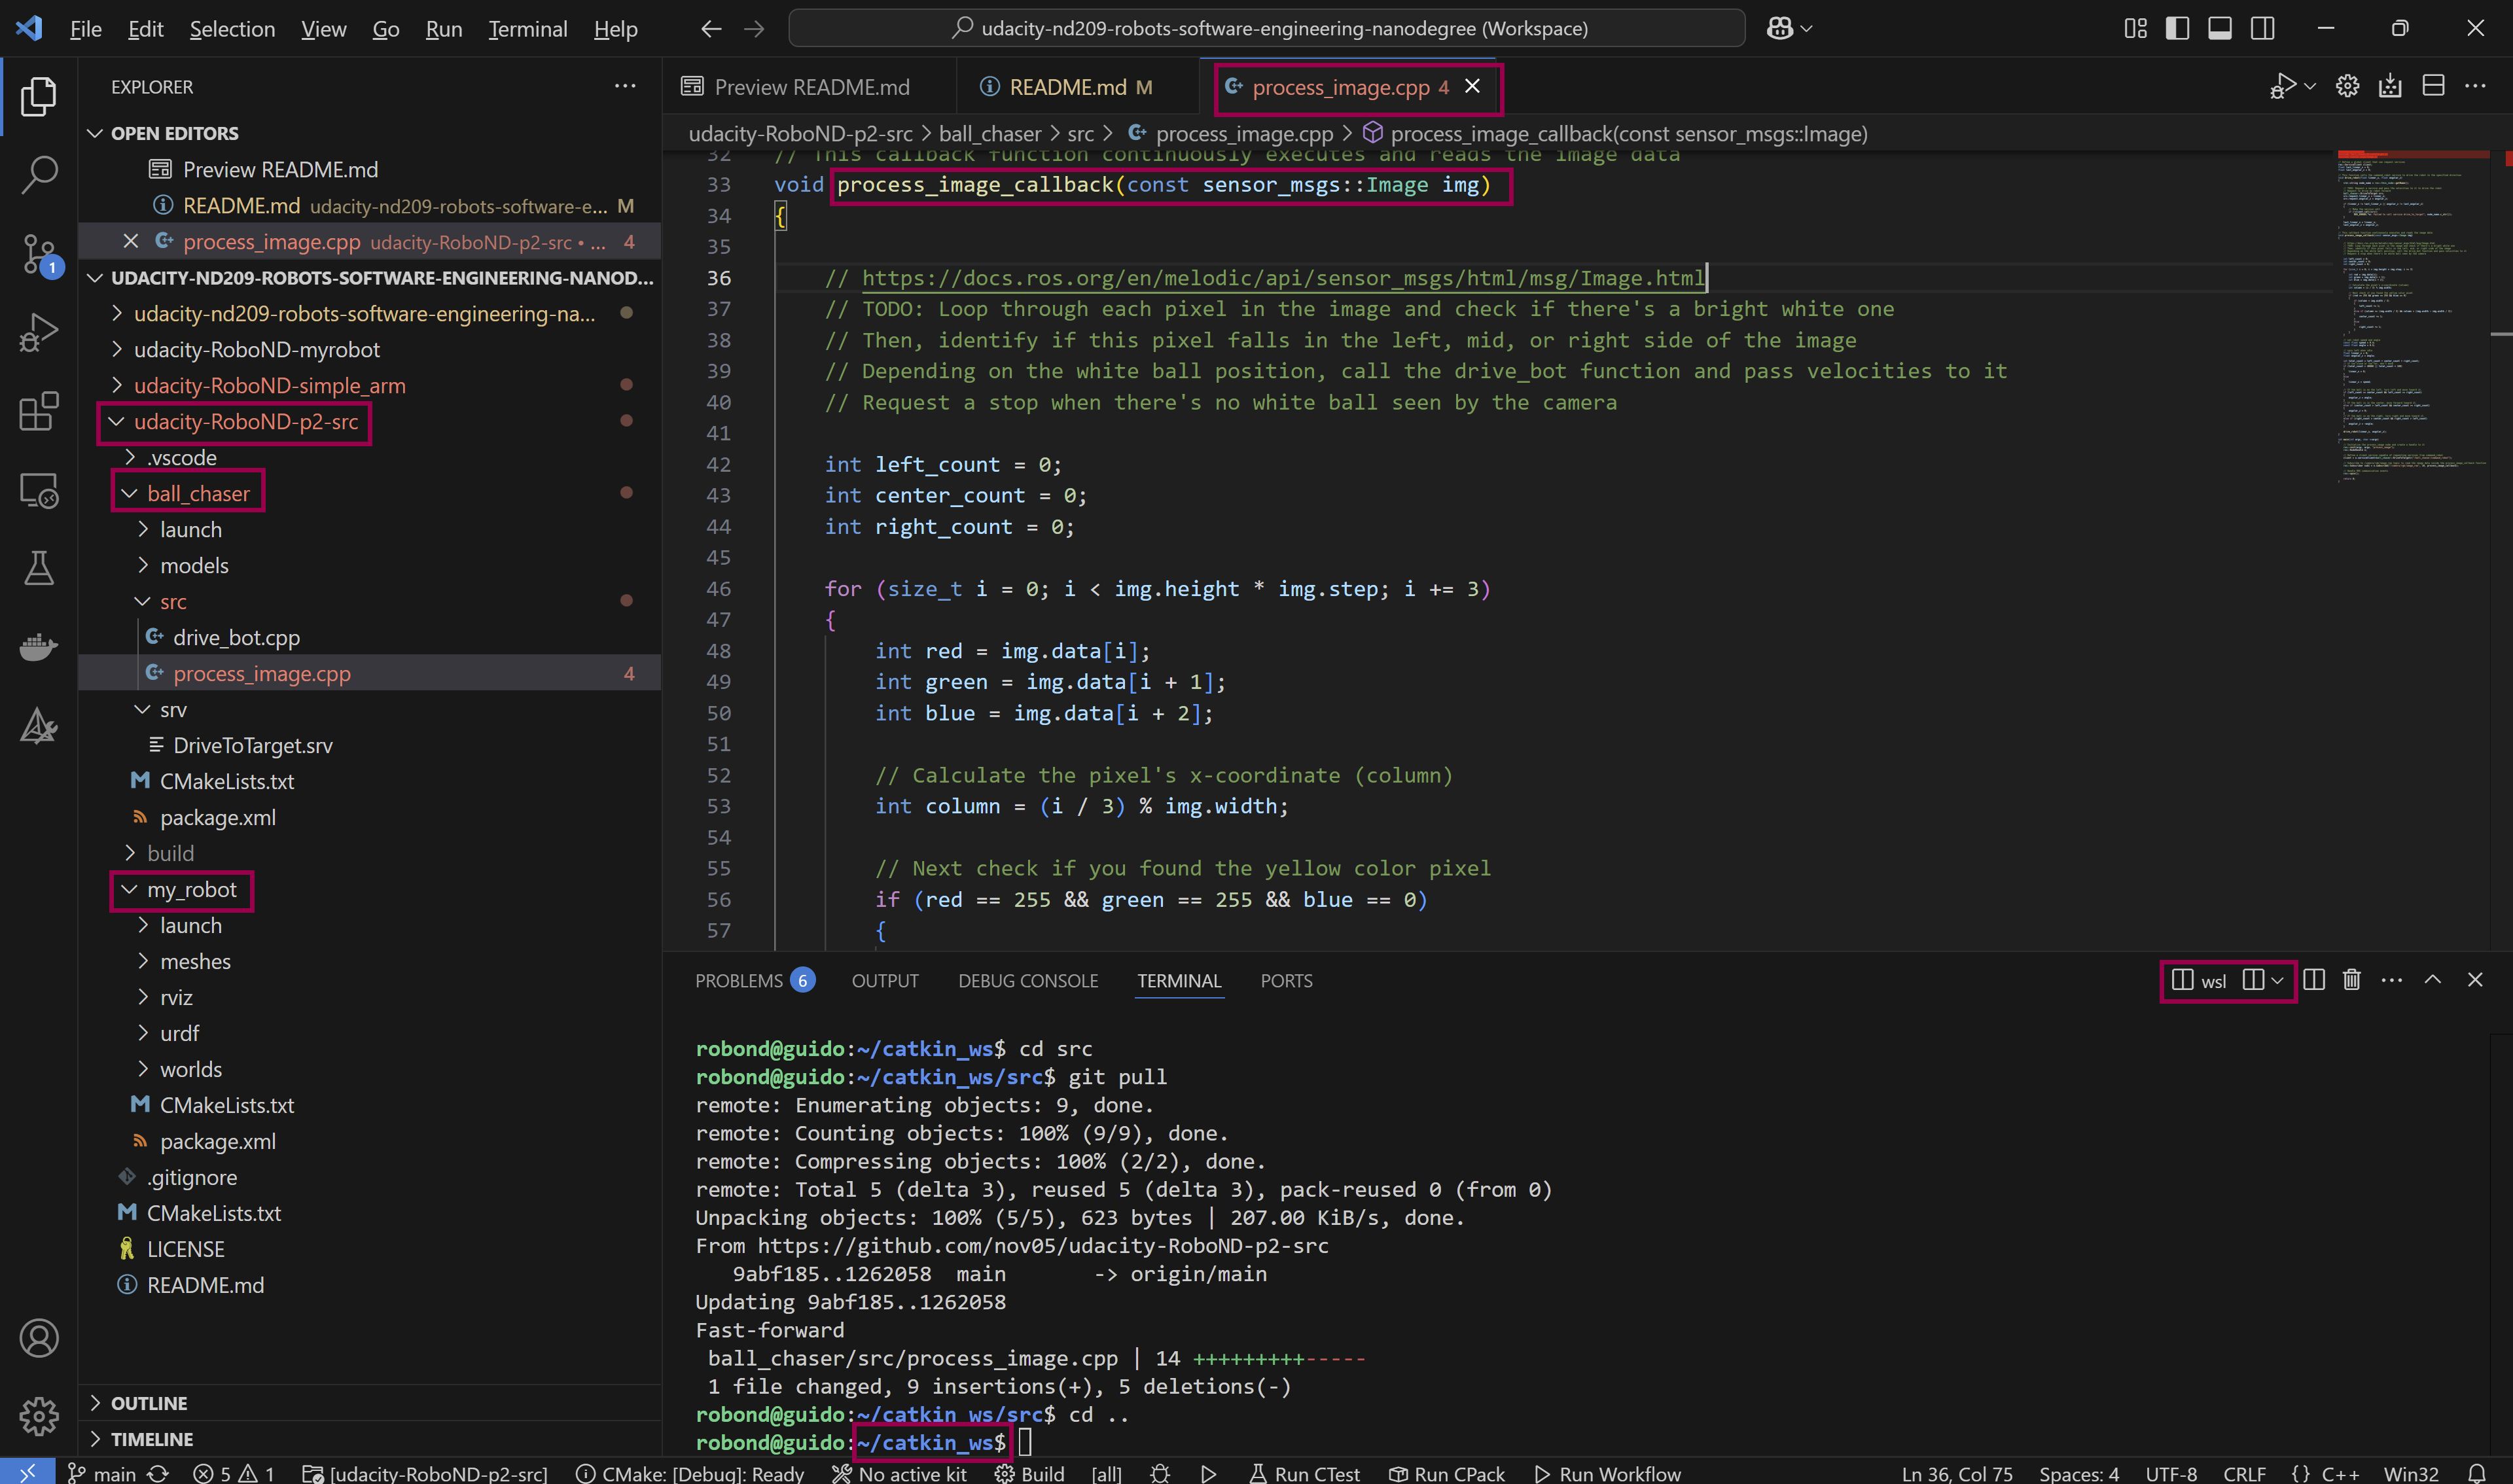 File Edit Selection View Go Run Terminal Help udacity-nd209-robots-software-engineering-nanodegree (Workspace)
EXPLORER
OPEN EDITORS
Preview README.md
README.md udacity-nd209-robots-software-e... M
process_image.cpp udacity-RoboND-p2-src • ... 4
UDACITY-ND209-ROBOTS-SOFTWARE-ENGINEERING-NANOD...
udacity-nd209-robots-software-engineering-na...
udacity-RoboND-myrobot
udacity-RoboND-simple_arm
udacity-RoboND-p2-src
.vscode
ball_chaser
launch
models
src
drive_bot.cpp
process_image.cpp 4
srv
DriveToTarget.srv
CMakeLists.txt
package.xml
build
my_robot
launch
meshes
rviz
urdf
worlds
CMakeLists.txt
package.xml
.gitignore
CMakeLists.txt
LICENSE
README.md
OUTLINE
TIMELINE
1
Preview README.md README.md M process_image.cpp 4
udacity-RoboND-p2-src > ball_chaser > src > process_image.cpp > process_image_callback(const sensor_msgs::Image)
32 // This callback function continuously executes and reads the image data
33 void process_image_callback(const sensor_msgs::Image img)
34 {
35
36 // https://docs.ros.org/en/melodic/api/sensor_msgs/html/msg/Image.html
37 // TODO: Loop through each pixel in the image and check if there's a bright white one
38 // Then, identify if this pixel falls in the left, mid, or right side of the image
39 // Depending on the white ball position, call the drive_bot function and pass velocities to it
40 // Request a stop when there's no white ball seen by the camera
41
42 int left_count = 0;
43 int center_count = 0;
44 int right_count = 0;
45
46 for (size_t i = 0; i < img.height * img.step; i += 3)
47 {
48 int red = img.data[i];
49 int green = img.data[i + 1];
50 int blue = img.data[i + 2];
51
52 // Calculate the pixel's x-coordinate (column)
53 int column = (i / 3) % img.width;
54
55 // Next check if you found the yellow color pixel
56 if (red == 255 && green == 255 && blue == 0)
57 {
PROBLEMS 6 OUTPUT DEBUG CONSOLE TERMINAL PORTS wsl
robond@guido:~/catkin_ws$ cd src
robond@guido:~/catkin_ws/src$ git pull
remote: Enumerating objects: 9, done.
remote: Counting objects: 100% (9/9), done.
remote: Compressing objects: 100% (2/2), done.
remote: Total 5 (delta 3), reused 5 (delta 3), pack-reused 0 (from 0)
Unpacking objects: 100% (5/5), 623 bytes | 207.00 KiB/s, done.
From https://github.com/nov05/udacity-RoboND-p2-src
9abf185..1262058 main -> origin/main
Updating 9abf185..1262058
Fast-forward
ball_chaser/src/process_image.cpp | 14 +++++++++-----
1 file changed, 9 insertions(+), 5 deletions(-)
robond@guido:~/catkin_ws/src$ cd ..
robond@guido:~/catkin_ws$
main 5 1 [udacity-RoboND-p2-src] CMake: [Debug]: Ready No active kit Build [all] Run CTest Run CPack Run Workflow Ln 36, Col 75 Spaces: 4 UTF-8 CRLF {} C++ Win32